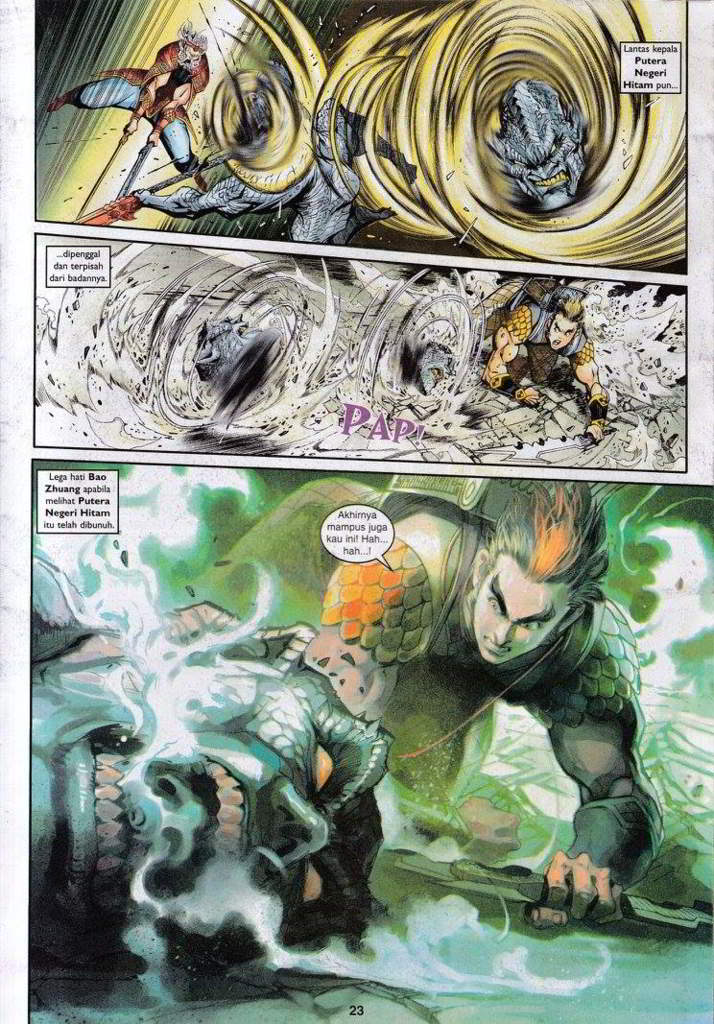 Lantas kepala
Putera
Negeri
Hitam pun...
...dipenggal
dan terpisah
dari badannya.
PAP!
Lega hati Bao
Zhuang apabila
melihat Putera
Negeri Hitam
itu telah dibunuh.
Akhirnya
mampus juga
kau ini! Hah...
hah...!
23